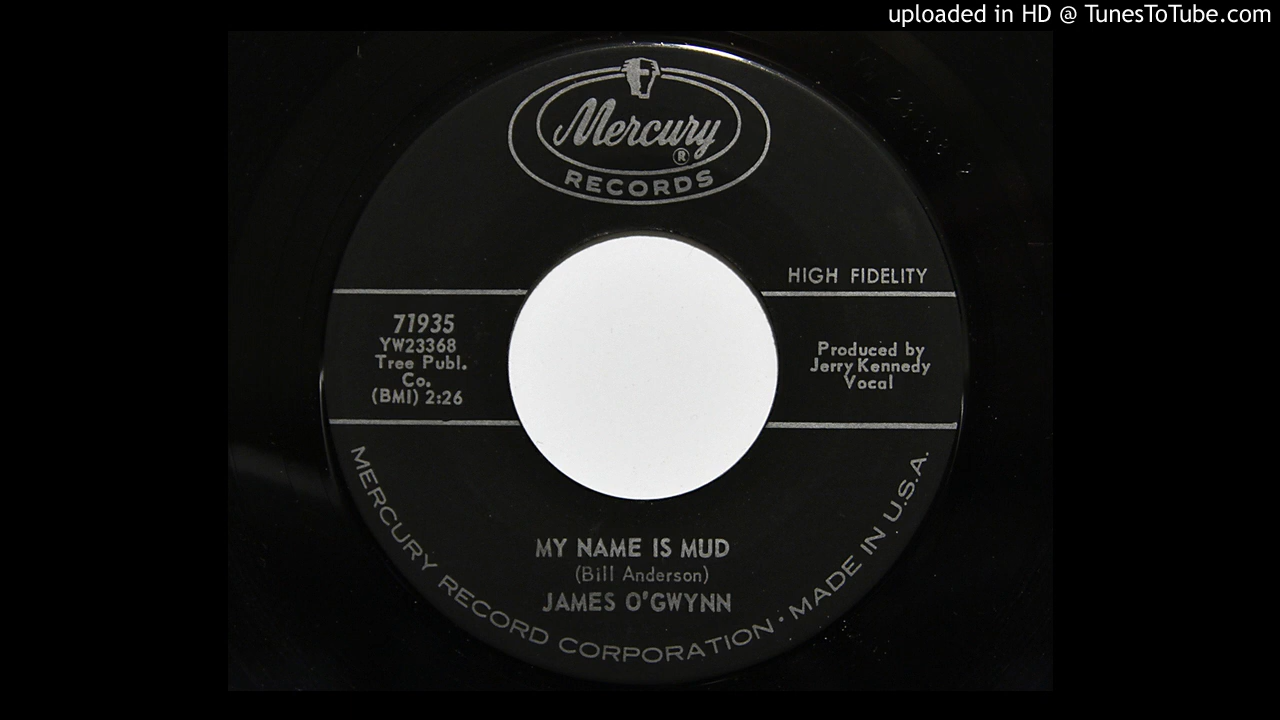 uploaded in HD @ TunesToTube.com
Mercury
®
RECORDS
HIGH FIDELITY
71935
YW23368
Tree Publ.
Co.
(BMI) 2:26
Produced by
Jerry Kennedy
Vocal
MY NAME IS MUD
(Bill Anderson)
JAMES O'GWYNN
MERCURY RECORD CORPORATION • MADE IN U.S.A.